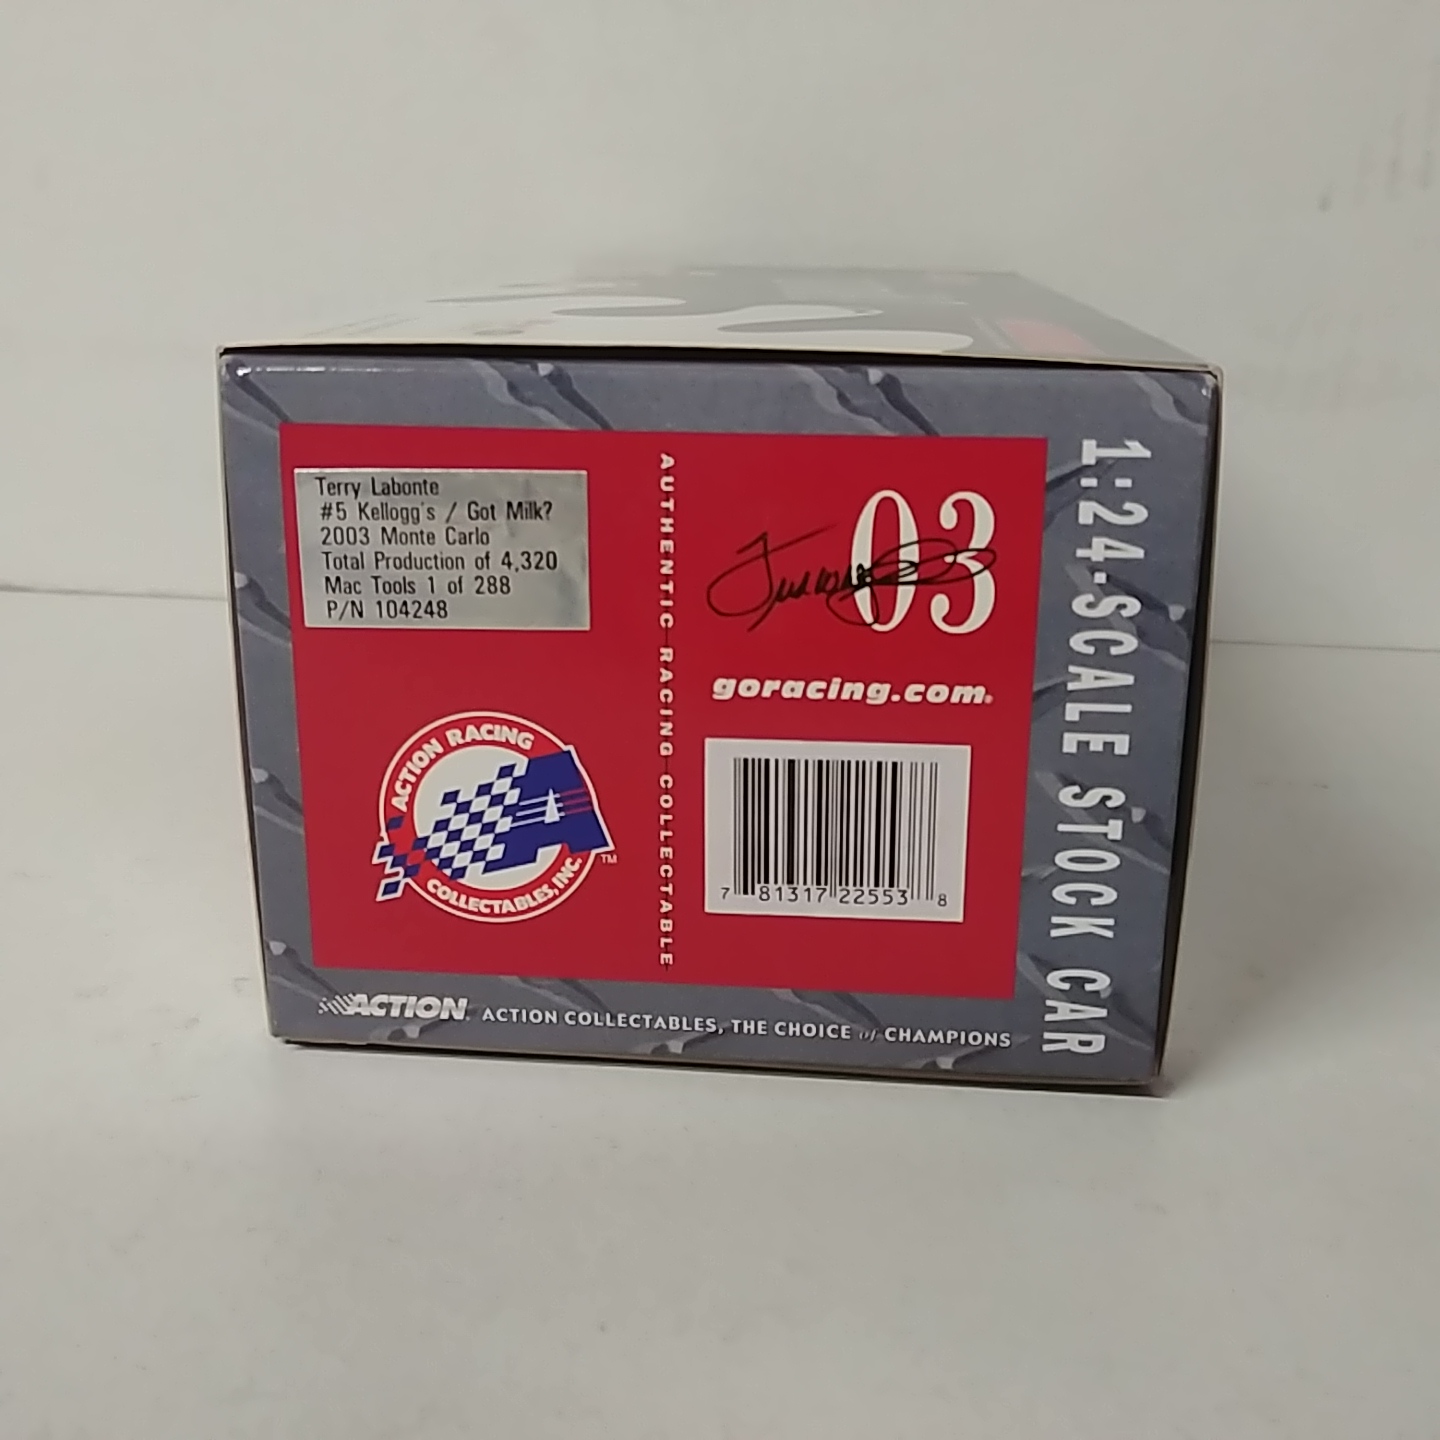 Terry Labonte
#5 Kellogg's / Got Milk?
2003 Monte Carlo
Total Production of 4,320
Mac Tools 1 of 288
P/N 104248
ACTION RACING
COLLECTABLES, INC.
TM
AUTHENTIC RACING COLLECTABLE
03
goracing.com®
7 81317 22553 8
1:24-SCALE STOCK CAR
ACTION® ACTION COLLECTABLES, THE CHOICE of CHAMPIONS